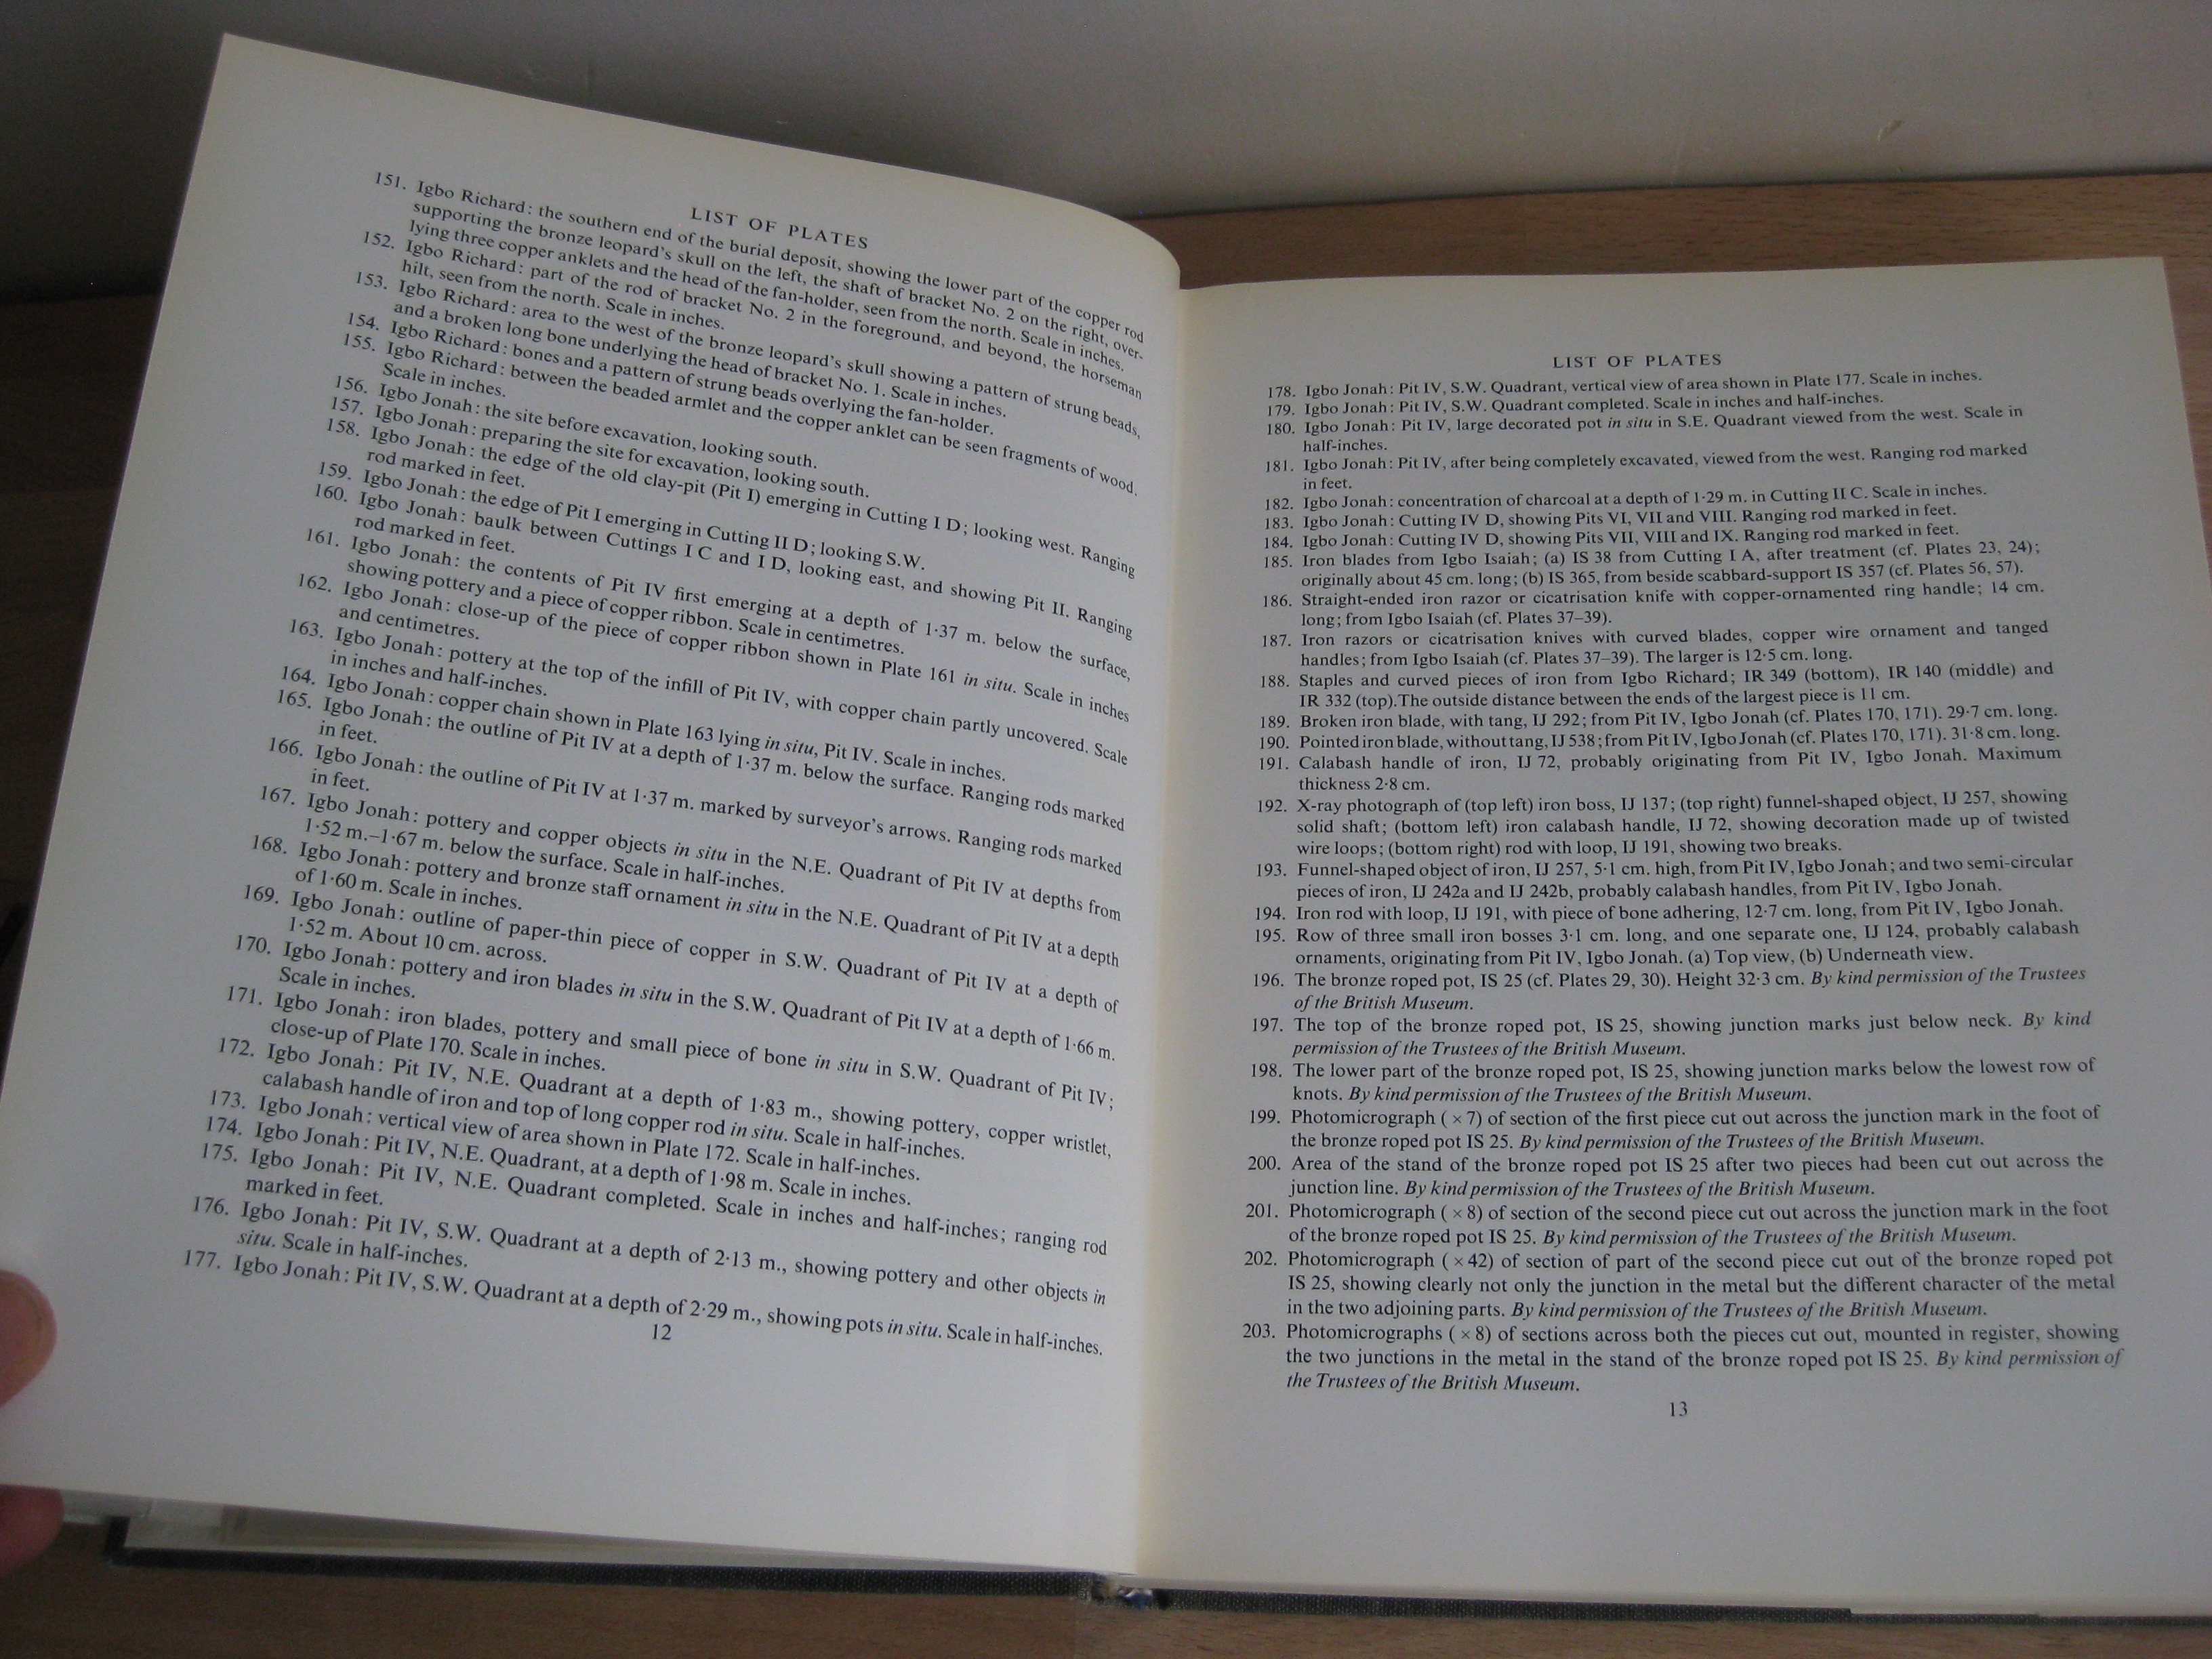 LIST OF PLATES
151. Igbo Richard: the southern end of the burial deposit, showing the lower part of the copper rod
supporting the bronze leopard's skull on the left, the shaft of bracket No. 2 on the right, over-
lying three copper anklets and the head of the fan-holder, seen from the north. Scale in inches.
152. Igbo Richard: part of the rod of bracket No. 2 in the foreground, and beyond, the horseman
hilt, seen from the north. Scale in inches.
153. Igbo Richard: area to the west of the bronze leopard's skull showing a pattern of strung beads,
and a broken long bone underlying the head of bracket No. 1. Scale in inches.
154. Igbo Richard: bones and a pattern of strung beads overlying the fan-holder.
155. Igbo Richard: between the beaded armlet and the copper anklet can be seen fragments of wood.
Scale in inches.
156. Igbo Jonah: the site before excavation, looking south.
157. Igbo Jonah: preparing the site for excavation, looking south.
158. Igbo Jonah: the edge of the old clay-pit (Pit I) emerging in Cutting I D; looking west. Ranging
rod marked in feet.
159. Igbo Jonah: the edge of Pit I emerging in Cutting II D; looking S.W.
160. Igbo Jonah: baulk between Cuttings I C and I D, looking east, and showing Pit II. Ranging
rod marked in feet.
161. Igbo Jonah: the contents of Pit IV first emerging at a depth of 1·37 m. below the surface,
showing pottery and a piece of copper ribbon. Scale in centimetres.
162. Igbo Jonah: close-up of the piece of copper ribbon shown in Plate 161 in situ. Scale in inches
and centimetres.
163. Igbo Jonah: pottery at the top of the infill of Pit IV, with copper chain partly uncovered. Scale
in inches and half-inches.
164. Igbo Jonah: copper chain shown in Plate 163 lying in situ, Pit IV. Scale in inches.
165. Igbo Jonah: the outline of Pit IV at a depth of 1·37 m. below the surface. Ranging rods marked
in feet.
166. Igbo Jonah: the outline of Pit IV at 1·37 m. marked by surveyor's arrows. Ranging rods marked
in feet.
167. Igbo Jonah: pottery and copper objects in situ in the N.E. Quadrant of Pit IV at depths from
1·52 m.–1·67 m. below the surface. Scale in half-inches.
168. Igbo Jonah: pottery and bronze staff ornament in situ in the N.E. Quadrant of Pit IV at a depth
of 1·60 m. Scale in inches.
169. Igbo Jonah: outline of paper-thin piece of copper in S.W. Quadrant of Pit IV at a depth of
1·52 m. About 10 cm. across.
170. Igbo Jonah: pottery and iron blades in situ in the S.W. Quadrant of Pit IV at a depth of 1·66 m.
Scale in inches.
171. Igbo Jonah: iron blades, pottery and small piece of bone in situ in S.W. Quadrant of Pit IV;
close-up of Plate 170. Scale in inches.
172. Igbo Jonah: Pit IV, N.E. Quadrant at a depth of 1·83 m., showing pottery, copper wristlet,
calabash handle of iron and top of long copper rod in situ. Scale in half-inches.
173. Igbo Jonah: vertical view of area shown in Plate 172. Scale in half-inches.
174. Igbo Jonah: Pit IV, N.E. Quadrant, at a depth of 1·98 m. Scale in inches.
175. Igbo Jonah: Pit IV, N.E. Quadrant completed. Scale in inches and half-inches; ranging rod
marked in feet.
176. Igbo Jonah: Pit IV, S.W. Quadrant at a depth of 2·13 m., showing pottery and other objects in
situ. Scale in half-inches.
177. Igbo Jonah: Pit IV, S.W. Quadrant at a depth of 2·29 m., showing pots in situ. Scale in half-inches.
12
LIST OF PLATES
178. Igbo Jonah: Pit IV, S.W. Quadrant, vertical view of area shown in Plate 177. Scale in inches.
179. Igbo Jonah: Pit IV, S.W. Quadrant completed. Scale in inches and half-inches.
180. Igbo Jonah: Pit IV, large decorated pot in situ in S.E. Quadrant viewed from the west. Scale in
half-inches.
181. Igbo Jonah: Pit IV, after being completely excavated, viewed from the west. Ranging rod marked
in feet.
182. Igbo Jonah: concentration of charcoal at a depth of 1·29 m. in Cutting II C. Scale in inches.
183. Igbo Jonah: Cutting IV D, showing Pits VI, VII and VIII. Ranging rod marked in feet.
184. Igbo Jonah: Cutting IV D, showing Pits VII, VIII and IX. Ranging rod marked in feet.
185. Iron blades from Igbo Isaiah; (a) IS 38 from Cutting I A, after treatment (cf. Plates 23, 24);
originally about 45 cm. long; (b) IS 365, from beside scabbard-support IS 357 (cf. Plates 56, 57).
186. Straight-ended iron razor or cicatrisation knife with copper-ornamented ring handle; 14 cm.
long; from Igbo Isaiah (cf. Plates 37–39).
187. Iron razors or cicatrisation knives with curved blades, copper wire ornament and tanged
handles; from Igbo Isaiah (cf. Plates 37–39). The larger is 12·5 cm. long.
188. Staples and curved pieces of iron from Igbo Richard; IR 349 (bottom), IR 140 (middle) and
IR 332 (top).The outside distance between the ends of the largest piece is 11 cm.
189. Broken iron blade, with tang, IJ 292; from Pit IV, Igbo Jonah (cf. Plates 170, 171). 29·7 cm. long.
190. Pointed iron blade, without tang, IJ 538; from Pit IV, Igbo Jonah (cf. Plates 170, 171). 31·8 cm. long.
191. Calabash handle of iron, IJ 72, probably originating from Pit IV, Igbo Jonah. Maximum
thickness 2·8 cm.
192. X-ray photograph of (top left) iron boss, IJ 137; (top right) funnel-shaped object, IJ 257, showing
solid shaft; (bottom left) iron calabash handle, IJ 72, showing decoration made up of twisted
wire loops; (bottom right) rod with loop, IJ 191, showing two breaks.
193. Funnel-shaped object of iron, IJ 257, 5·1 cm. high, from Pit IV, Igbo Jonah; and two semi-circular
pieces of iron, IJ 242a and IJ 242b, probably calabash handles, from Pit IV, Igbo Jonah.
194. Iron rod with loop, IJ 191, with piece of bone adhering, 12·7 cm. long, from Pit IV, Igbo Jonah.
195. Row of three small iron bosses 3·1 cm. long, and one separate one, IJ 124, probably calabash
ornaments, originating from Pit IV, Igbo Jonah. (a) Top view, (b) Underneath view.
196. The bronze roped pot, IS 25 (cf. Plates 29, 30). Height 32·3 cm. By kind permission of the Trustees
of the British Museum.
197. The top of the bronze roped pot, IS 25, showing junction marks just below neck. By kind
permission of the Trustees of the British Museum.
198. The lower part of the bronze roped pot, IS 25, showing junction marks below the lowest row of
knots. By kind permission of the Trustees of the British Museum.
199. Photomicrograph ( × 7) of section of the first piece cut out across the junction mark in the foot of
the bronze roped pot IS 25. By kind permission of the Trustees of the British Museum.
200. Area of the stand of the bronze roped pot IS 25 after two pieces had been cut out across the
junction line. By kind permission of the Trustees of the British Museum.
201. Photomicrograph ( × 8) of section of the second piece cut out across the junction mark in the foot
of the bronze roped pot IS 25. By kind permission of the Trustees of the British Museum.
202. Photomicrograph ( × 42) of section of part of the second piece cut out of the bronze roped pot
IS 25, showing clearly not only the junction in the metal but the different character of the metal
in the two adjoining parts. By kind permission of the Trustees of the British Museum.
203. Photomicrographs ( × 8) of sections across both the pieces cut out, mounted in register, showing
the two junctions in the metal in the stand of the bronze roped pot IS 25. By kind permission of
the Trustees of the British Museum.
13